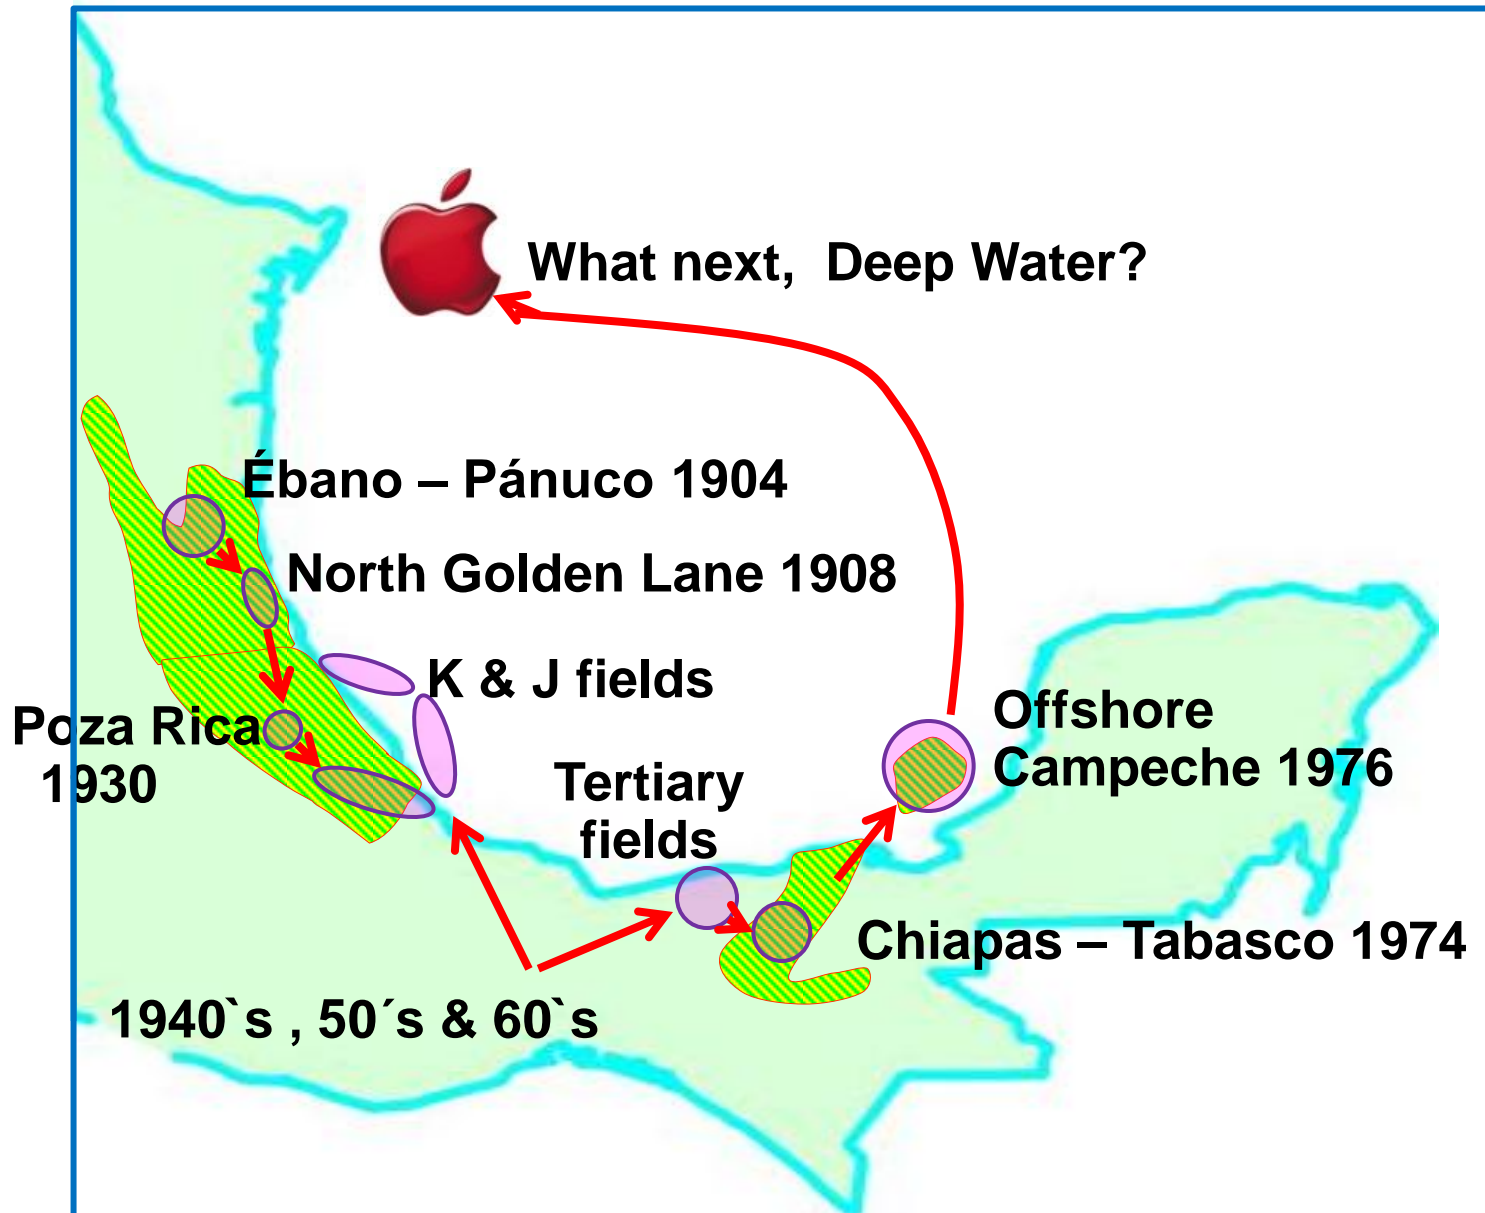 What next,  Deep Water?
Ébano – Pánuco 1904
North Golden Lane 1908
K & J fields
Poza Rica
1930
Offshore
Campeche 1976
Tertiary
fields
Chiapas – Tabasco 1974
1940`s , 50´s & 60`s